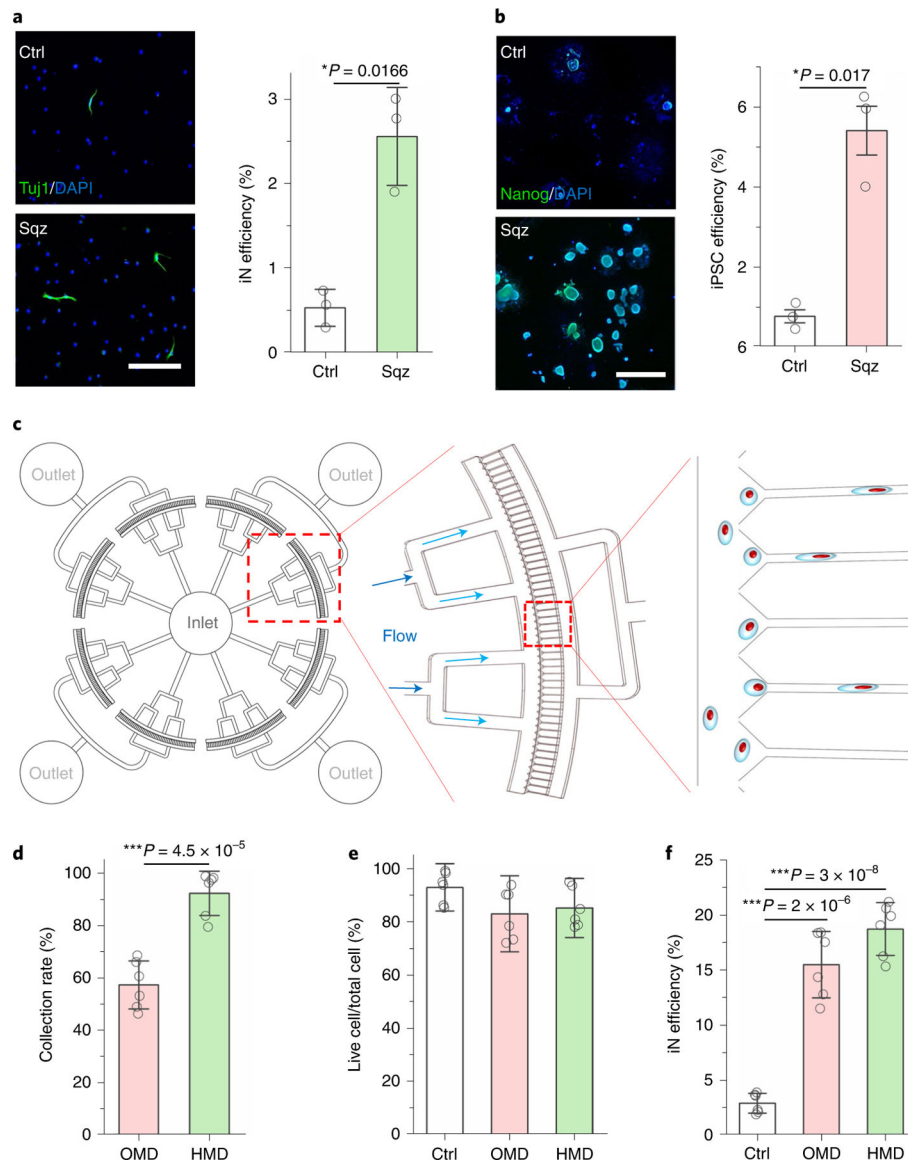 a
Ctrl
Tuj1/DAPI
Sqz
*P = 0.0166
3
2
1
0
iN efficiency (%)
Ctrl
Sqz
b
Ctrl
Nanog/DAPI
Sqz
*P = 0.017
6
6
2
6
iPSC efficiency (%)
Ctrl
Sqz
c
Outlet
Outlet
Inlet
Outlet
Outlet
Flow
d
***P = 4.5 × 10⁻⁵
100
80
60
40
20
0
Collection rate (%)
OMD
HMD
e
100
80
60
40
20
0
Live cell/total cell (%)
Ctrl
OMD
HMD
f
***P = 3 × 10⁻⁸
***P = 2 × 10⁻⁶
25
20
15
10
5
0
iN efficiency (%)
Ctrl
OMD
HMD